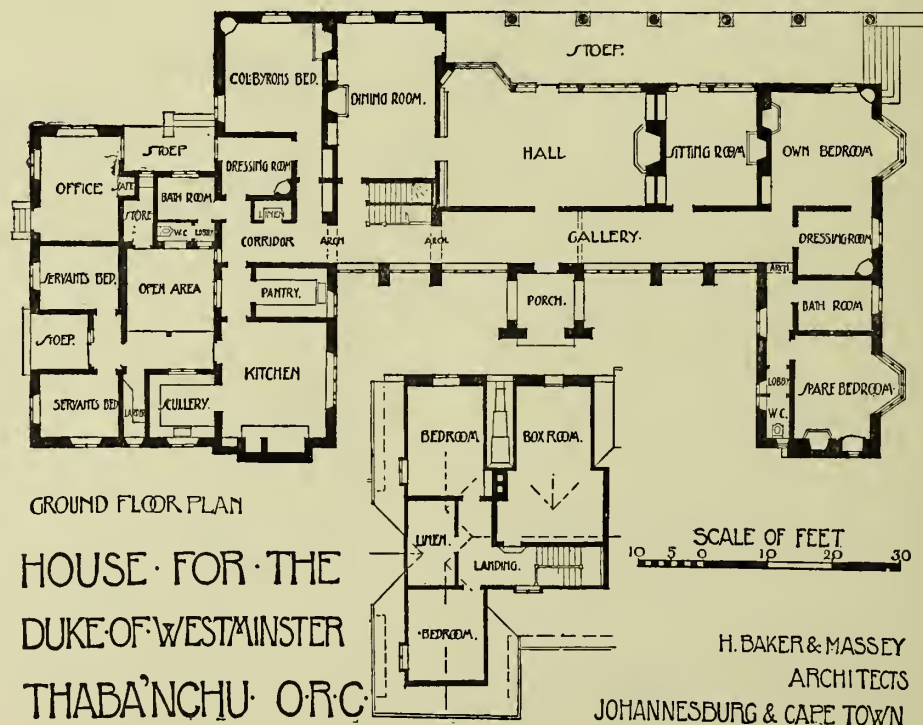 STOEP.
COL·BYRONS BED.
DINING ROOM.
STOEP
OFFICE
SAFE
BATH ROOM
STORE
W.C. LOBBY
DRESSING ROOM
LINEN
HALL
SITTING ROOM
OWN BEDROOM
CORRIDOR
ARCH
ARCH.
GALLERY·
DRESSING ROOM
ARCH
SERVANTS BED.
OPEN AREA
PANTRY.
PORCH.
BATH ROOM
STOEP.
KITCHEN
SERVANTS BED
LARDER
SCULLERY.
LOBBY
W.C.
SPARE BEDROOM·
BEDROOM
BOX ROOM.
LINEN.
LANDING.
·BEDROOM.
GROUND FLOOR PLAN
HOUSE·FOR·THE
DUKE·OF·WESTMINSTER
THABA'NCHU· O·R·C·
SCALE OF FEET
10 5 0 10 20 30
H. BAKER & MASSEY
ARCHITECTS
JOHANNESBURG & CAPE TOWN